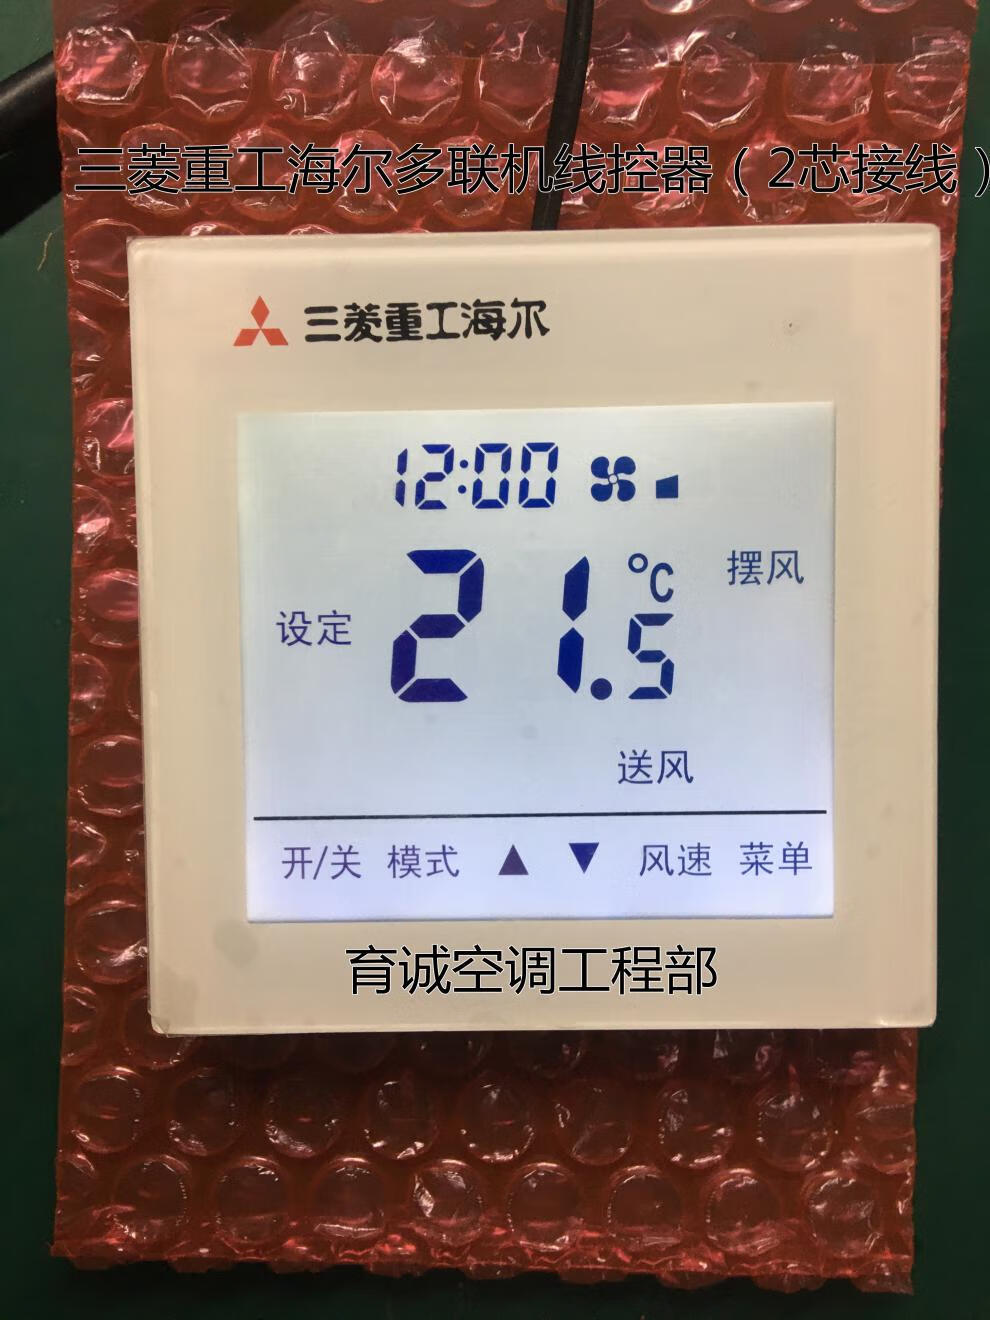 三菱重工海尔多联机线控器（2芯接线）
三菱重工海尔
12:00
设定 21.5 ℃ 摆风
送风
开/关 模式 ▲ ▼ 风速 菜单
育诚空调工程部